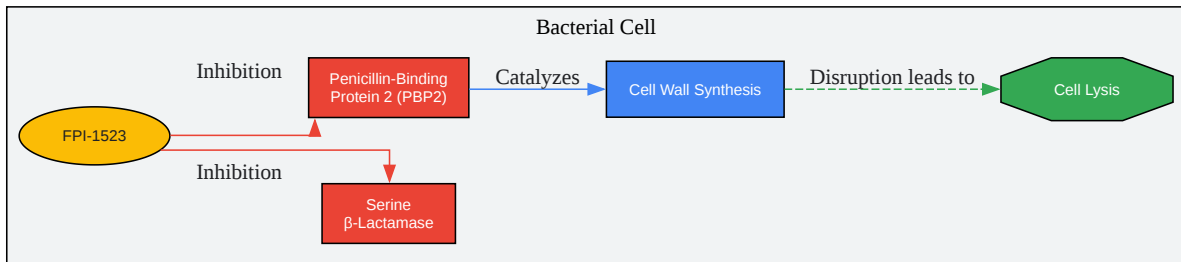 Bacterial Cell
Inhibition
Penicillin-Binding
Protein 2 (PBP2)
Catalyzes
Cell Wall Synthesis
Disruption leads to
Cell Lysis
FPI-1523
Inhibition
Serine
β-Lactamase